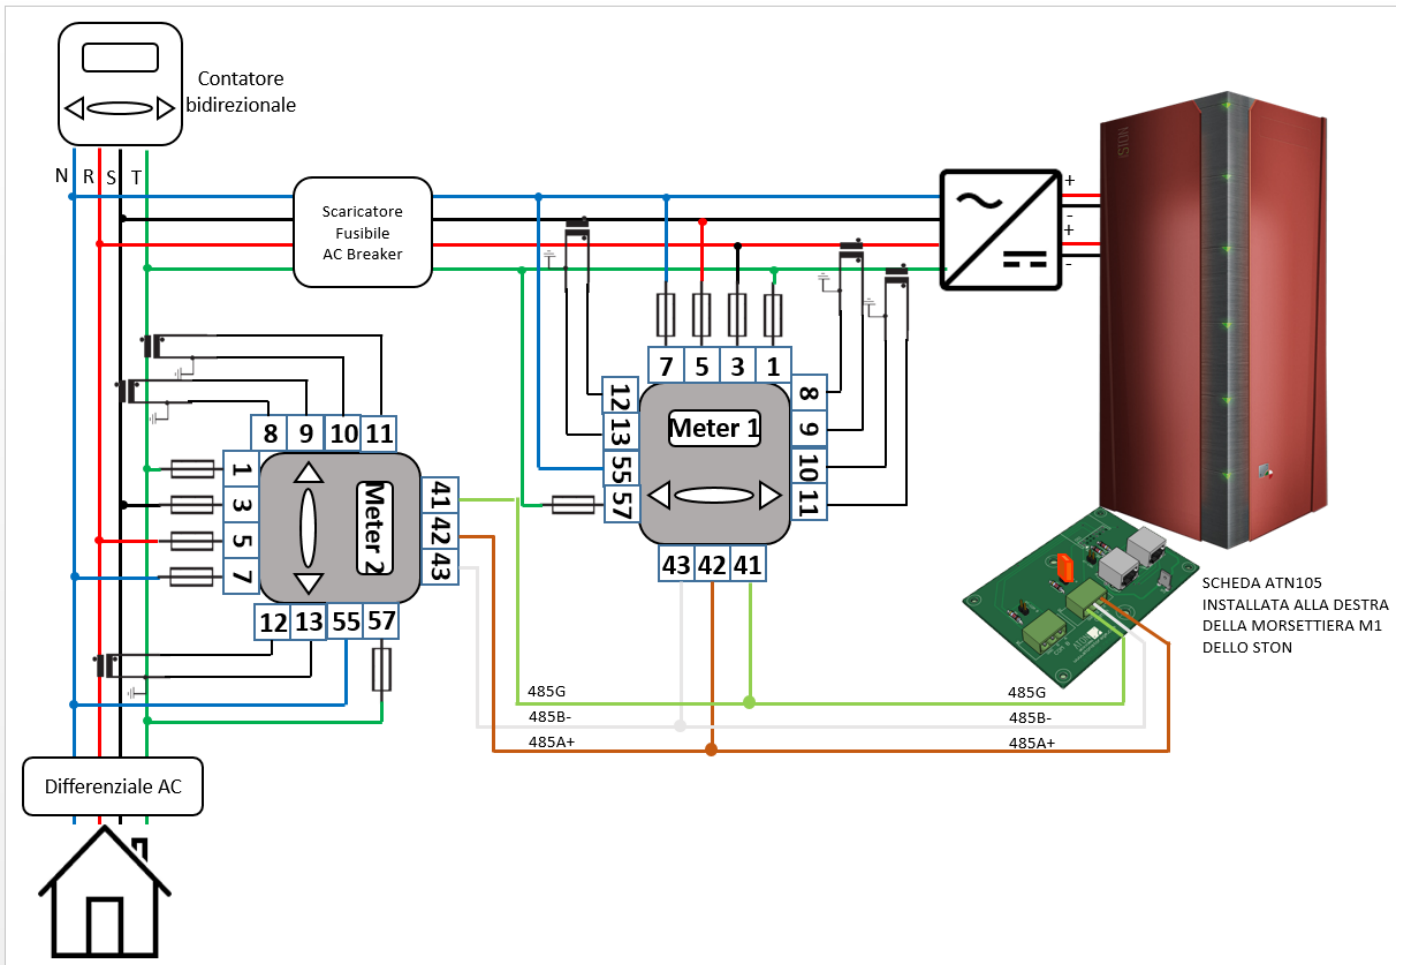 Contatore
bidirezionale
N R S T
Scaricatore
Fusibile
AC Breaker
+
-
+
-
STON
7 5 3 1
12
13
55
57
Meter 1
8
9
10
11
43 42 41
8 9 10 11
1
3
5
7
Meter 2
41
42
43
12 13 55 57
SCHEDA ATN105
INSTALLATA ALLA DESTRA
DELLA MORSETTIERA M1
DELLO STON
485G 485G
485B- 485B-
485A+ 485A+
Differenziale AC